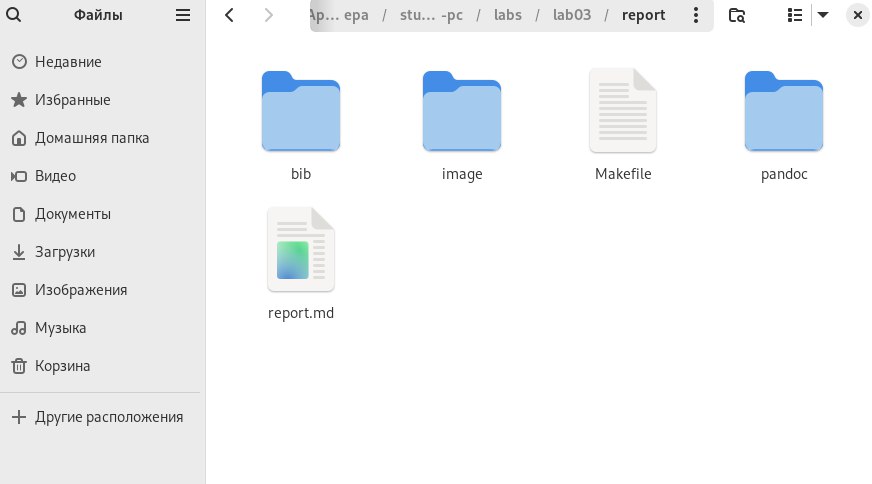 Файлы
Ар... ера / stu... -pc / labs / lab03 / report
Недавние
Избранные
Домашняя папка
Видео
Документы
Загрузки
Изображения
Музыка
Корзина
Другие расположения
bib image Makefile pandoc
report.md